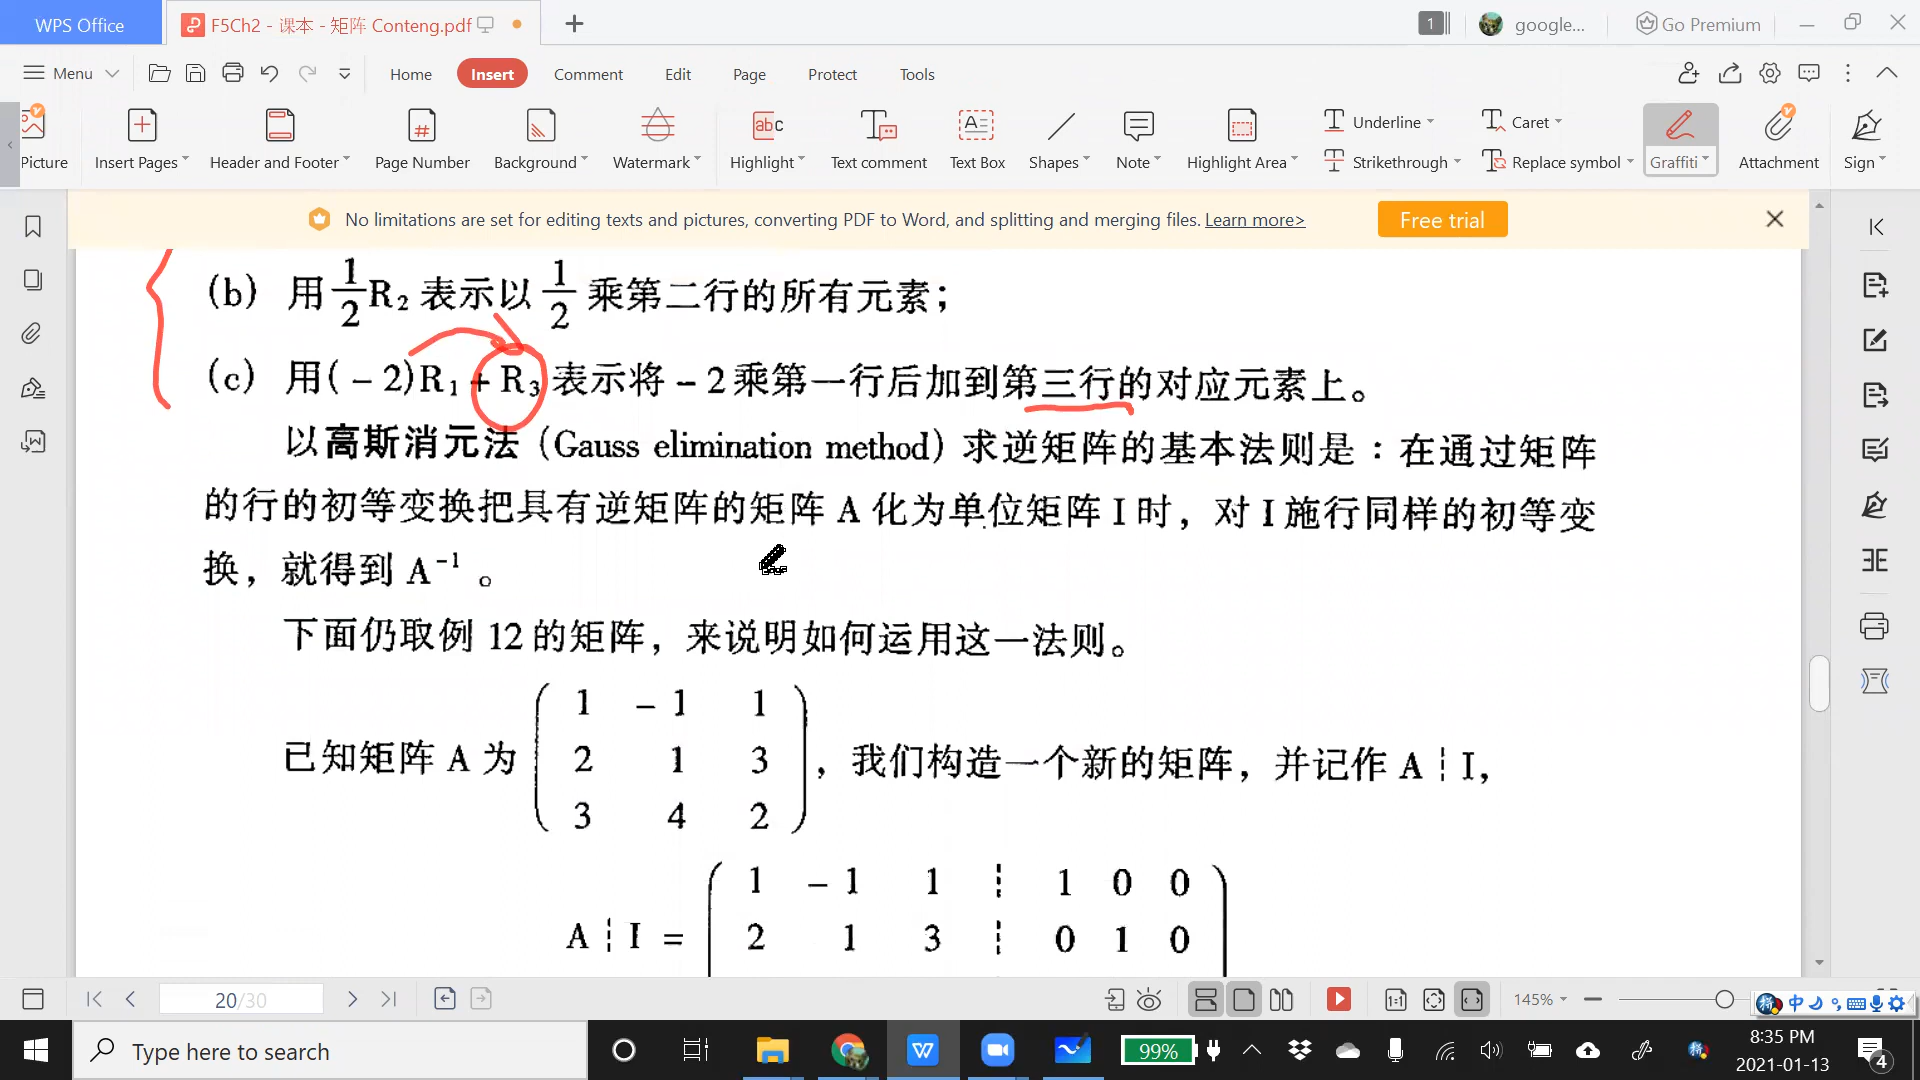 WPS Office
F5Ch2 - 课本 - 矩阵 Conteng.pdf
1
google...
Go Premium
Menu
Home
Insert
Comment
Edit
Page
Protect
Tools
Picture
Insert Pages
Header and Footer
Page Number
Background
Watermark
Highlight
Text comment
Text Box
Shapes
Note
Highlight Area
Underline
Strikethrough
Caret
Replace symbol
Graffiti
Attachment
Sign
No limitations are set for editing texts and pictures, converting PDF to Word, and splitting and merging files. Learn more>
Free trial
(b) 用 1/2 R₂ 表示以 1/2 乘第二行的所有元素；
(c) 用(－2)R₁ + R₃ 表示将－2乘第一行后加到第三行的对应元素上。
以高斯消元法（Gauss elimination method）求逆矩阵的基本法则是：在通过矩阵
的行的初等变换把具有逆矩阵的矩阵 A 化为单位矩阵 I 时，对 I 施行同样的初等变
换，就得到 A⁻¹ 。
下面仍取例 12 的矩阵，来说明如何运用这一法则。
1 －1 1
已知矩阵 A 为 2 1 3 ，我们构造一个新的矩阵，并记作 A ┆ I，
3 4 2
1 －1 1 ┆ 1 0 0
A ┆ I = 2 1 3 ┆ 0 1 0
20/30
145%
中
Type here to search
99%
8:35 PM
2021-01-13
4